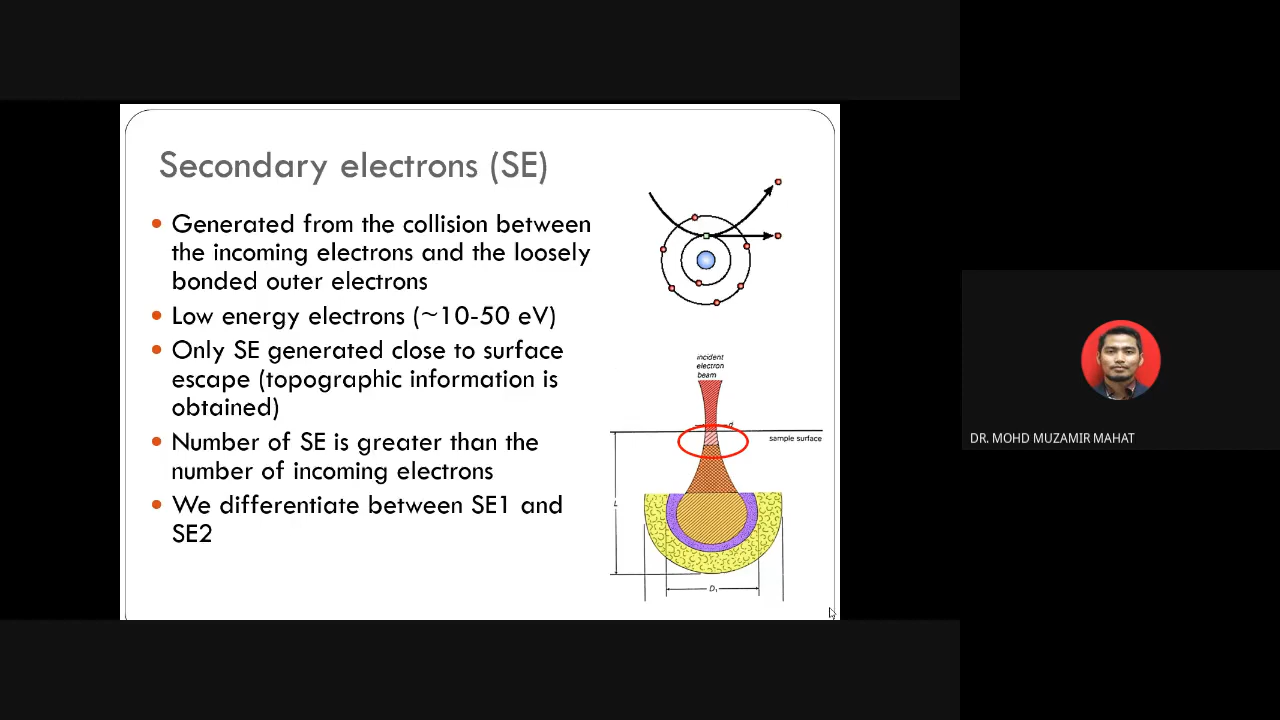 Secondary electrons (SE)
• Generated from the collision between
the incoming electrons and the loosely
bonded outer electrons
• Low energy electrons (~10-50 eV)
• Only SE generated close to surface
escape (topographic information is
obtained)
• Number of SE is greater than the
number of incoming electrons
• We differentiate between SE1 and
SE2
incident
electron
beam
d
sample surface
L
D₁
DR. MOHD MUZAMIR MAHAT